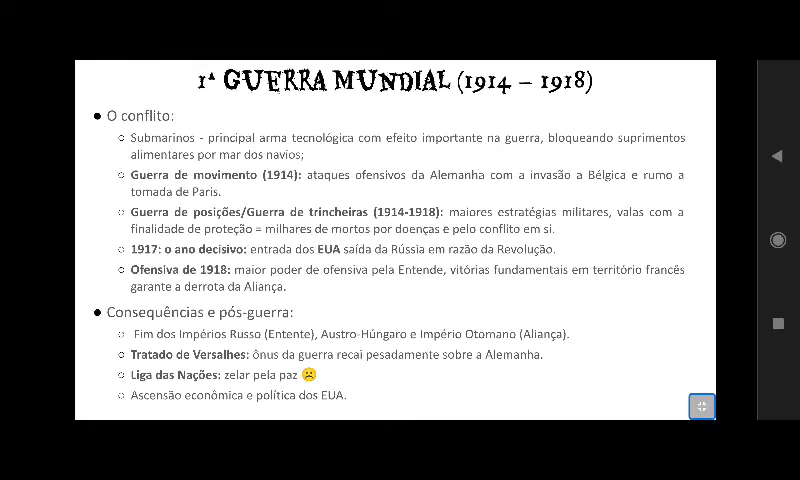 1ª GUERRA MUNDIAL (1914 – 1918)
● O conflito:
○ Submarinos - principal arma tecnológica com efeito importante na guerra, bloqueando suprimentos
alimentares por mar dos navios;
○ Guerra de movimento (1914): ataques ofensivos da Alemanha com a invasão a Bélgica e rumo a
tomada de Paris.
○ Guerra de posições/Guerra de trincheiras (1914-1918): maiores estratégias militares, valas com a
finalidade de proteção = milhares de mortos por doenças e pelo conflito em si.
○ 1917: o ano decisivo: entrada dos EUA saída da Rússia em razão da Revolução.
○ Ofensiva de 1918: maior poder de ofensiva pela Entende, vitórias fundamentais em território francês
garante a derrota da Aliança.
● Consequências e pós-guerra:
○ Fim dos Impérios Russo (Entente), Austro-Húngaro e Império Otomano (Aliança).
○ Tratado de Versalhes: ônus da guerra recai pesadamente sobre a Alemanha.
○ Liga das Nações: zelar pela paz ☹️
○ Ascensão econômica e política dos EUA.